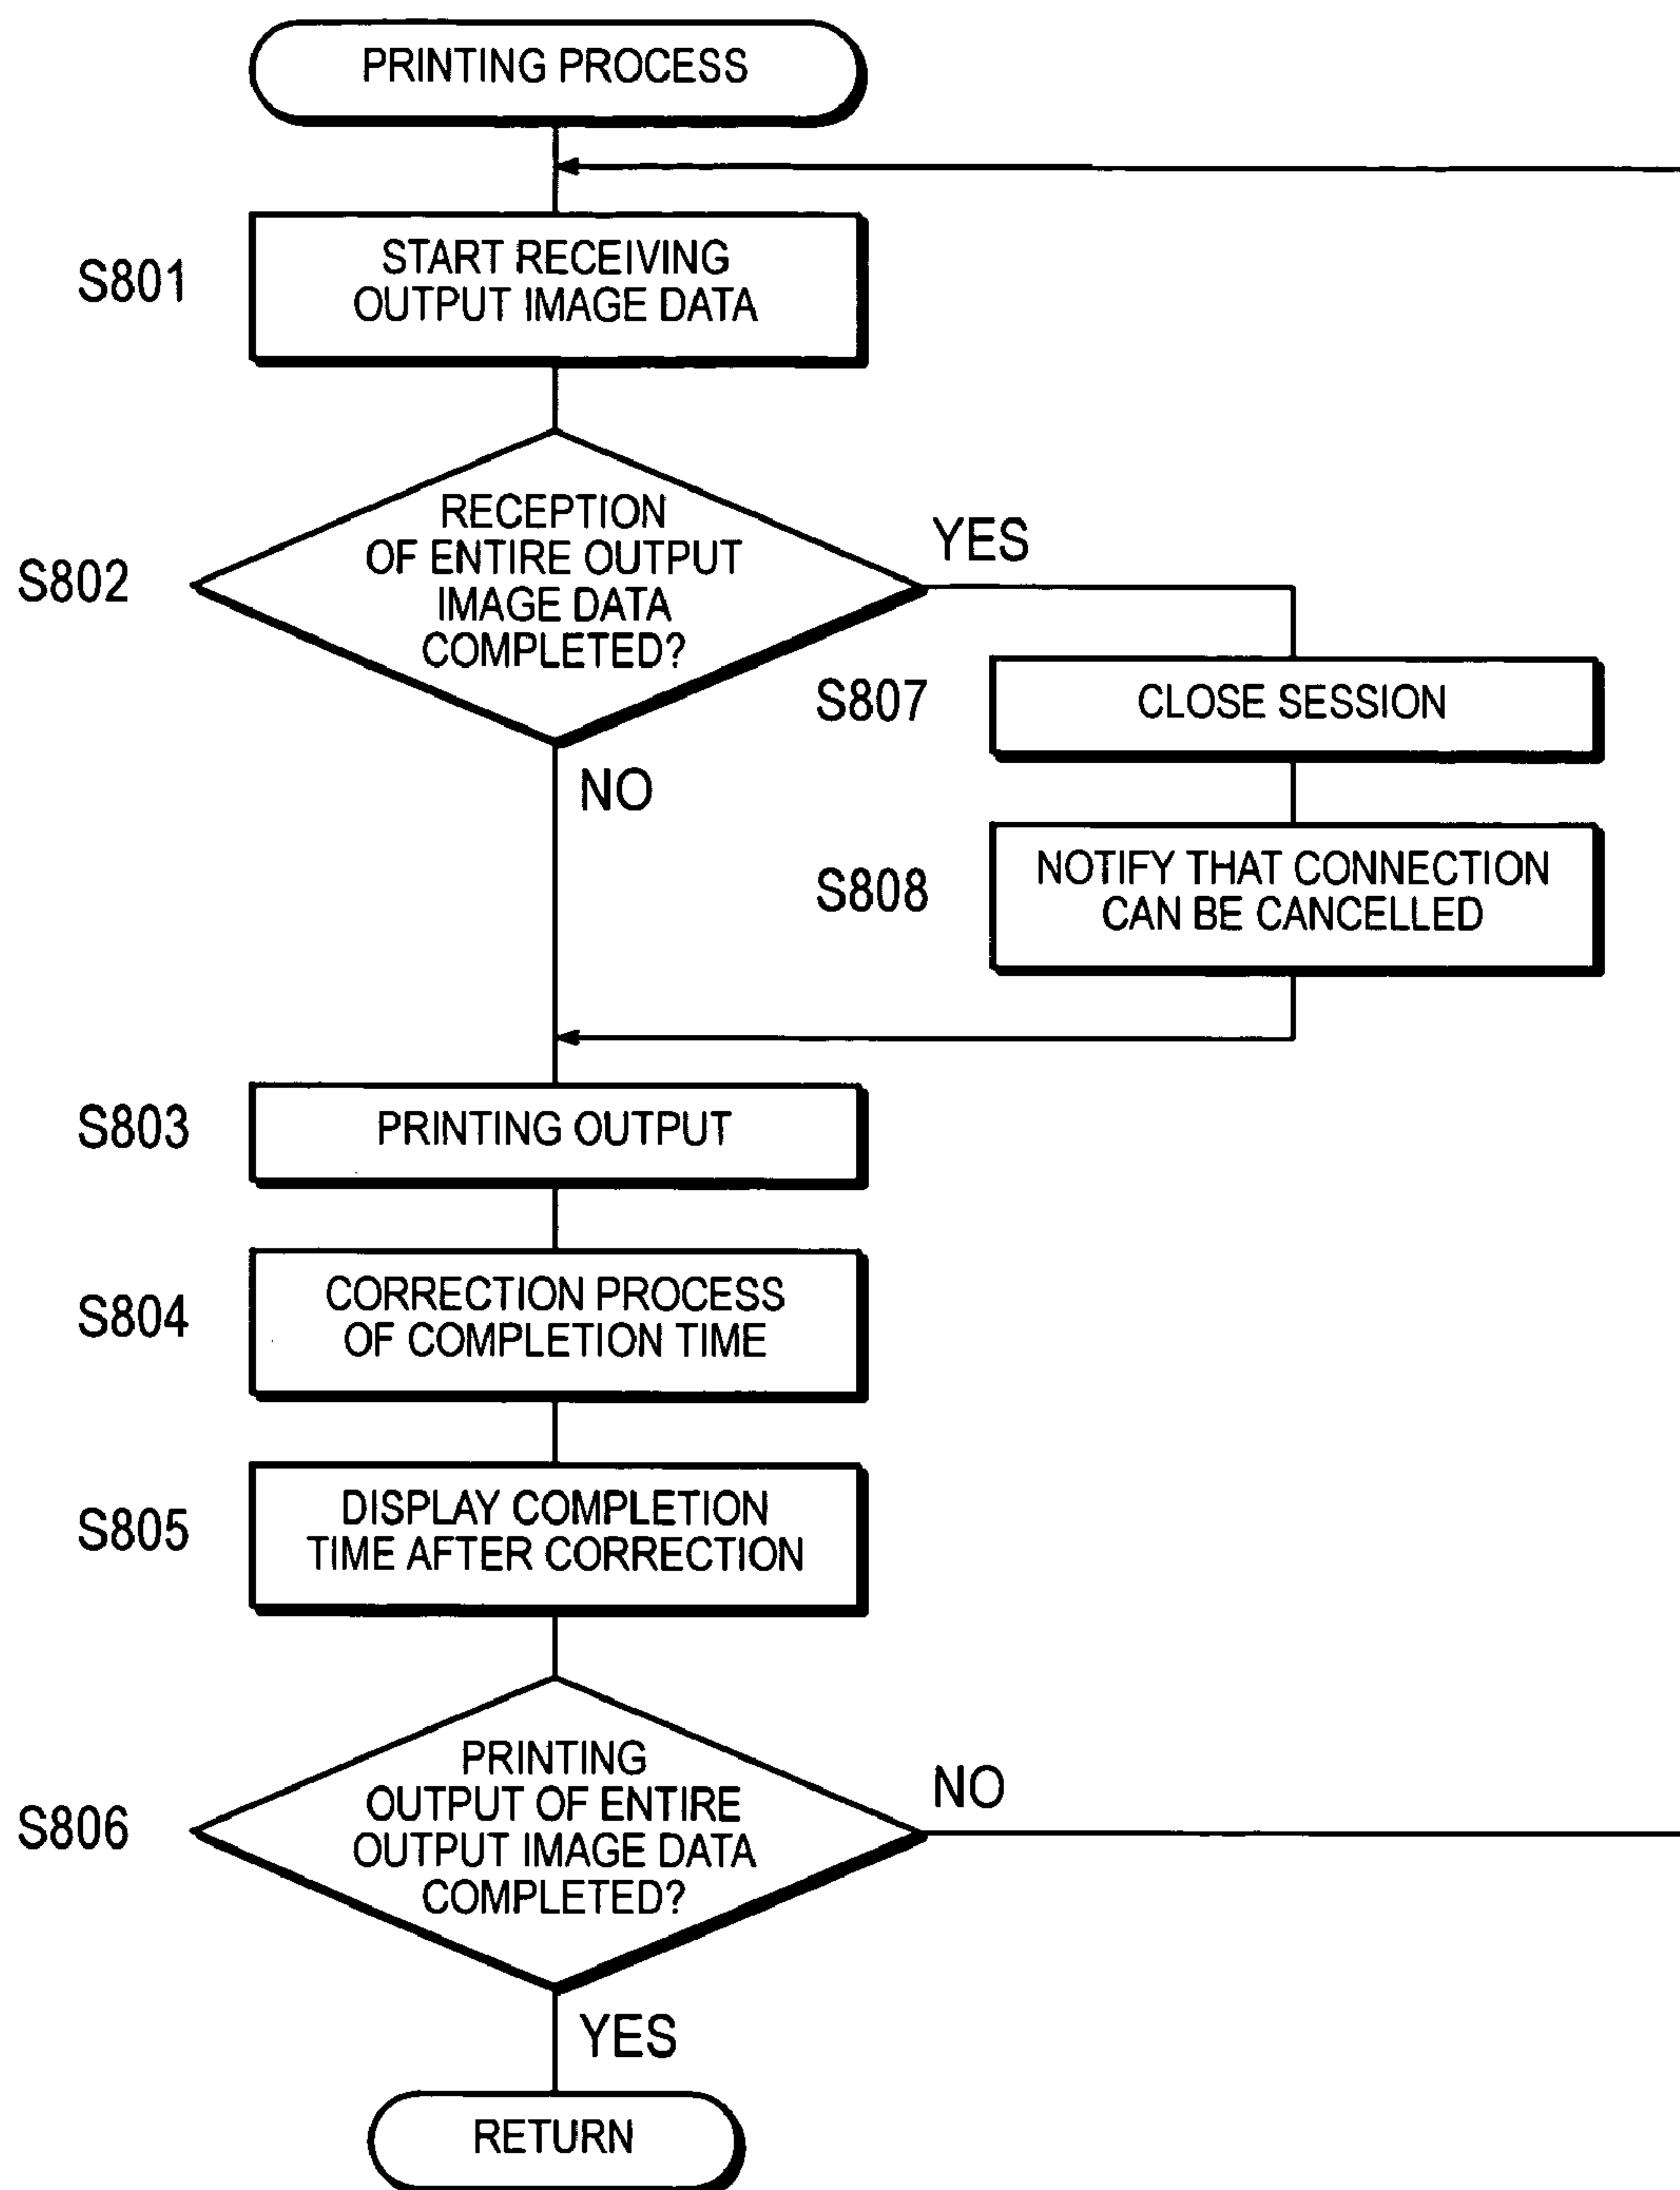 PRINTING PROCESS
S801
START RECEIVING
OUTPUT IMAGE DATA
S802
RECEPTION
OF ENTIRE OUTPUT
IMAGE DATA
COMPLETED?
YES
NO
S807
CLOSE SESSION
S808
NOTIFY THAT CONNECTION
CAN BE CANCELLED
S803
PRINTING OUTPUT
S804
CORRECTION PROCESS
OF COMPLETION TIME
S805
DISPLAY COMPLETION
TIME AFTER CORRECTION
S806
PRINTING
OUTPUT OF ENTIRE
OUTPUT IMAGE DATA
COMPLETED?
NO
YES
RETURN